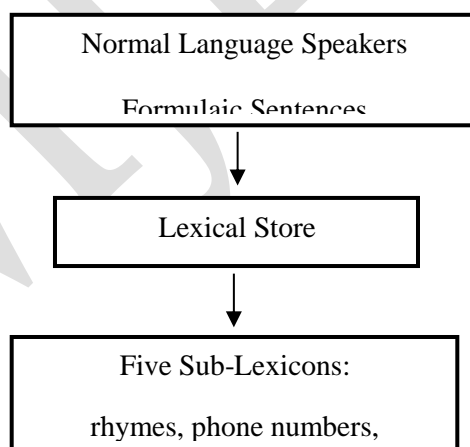 Normal Language Speakers
Formulaic Sentences
Lexical Store
Five Sub-Lexicons:
rhymes, phone numbers,